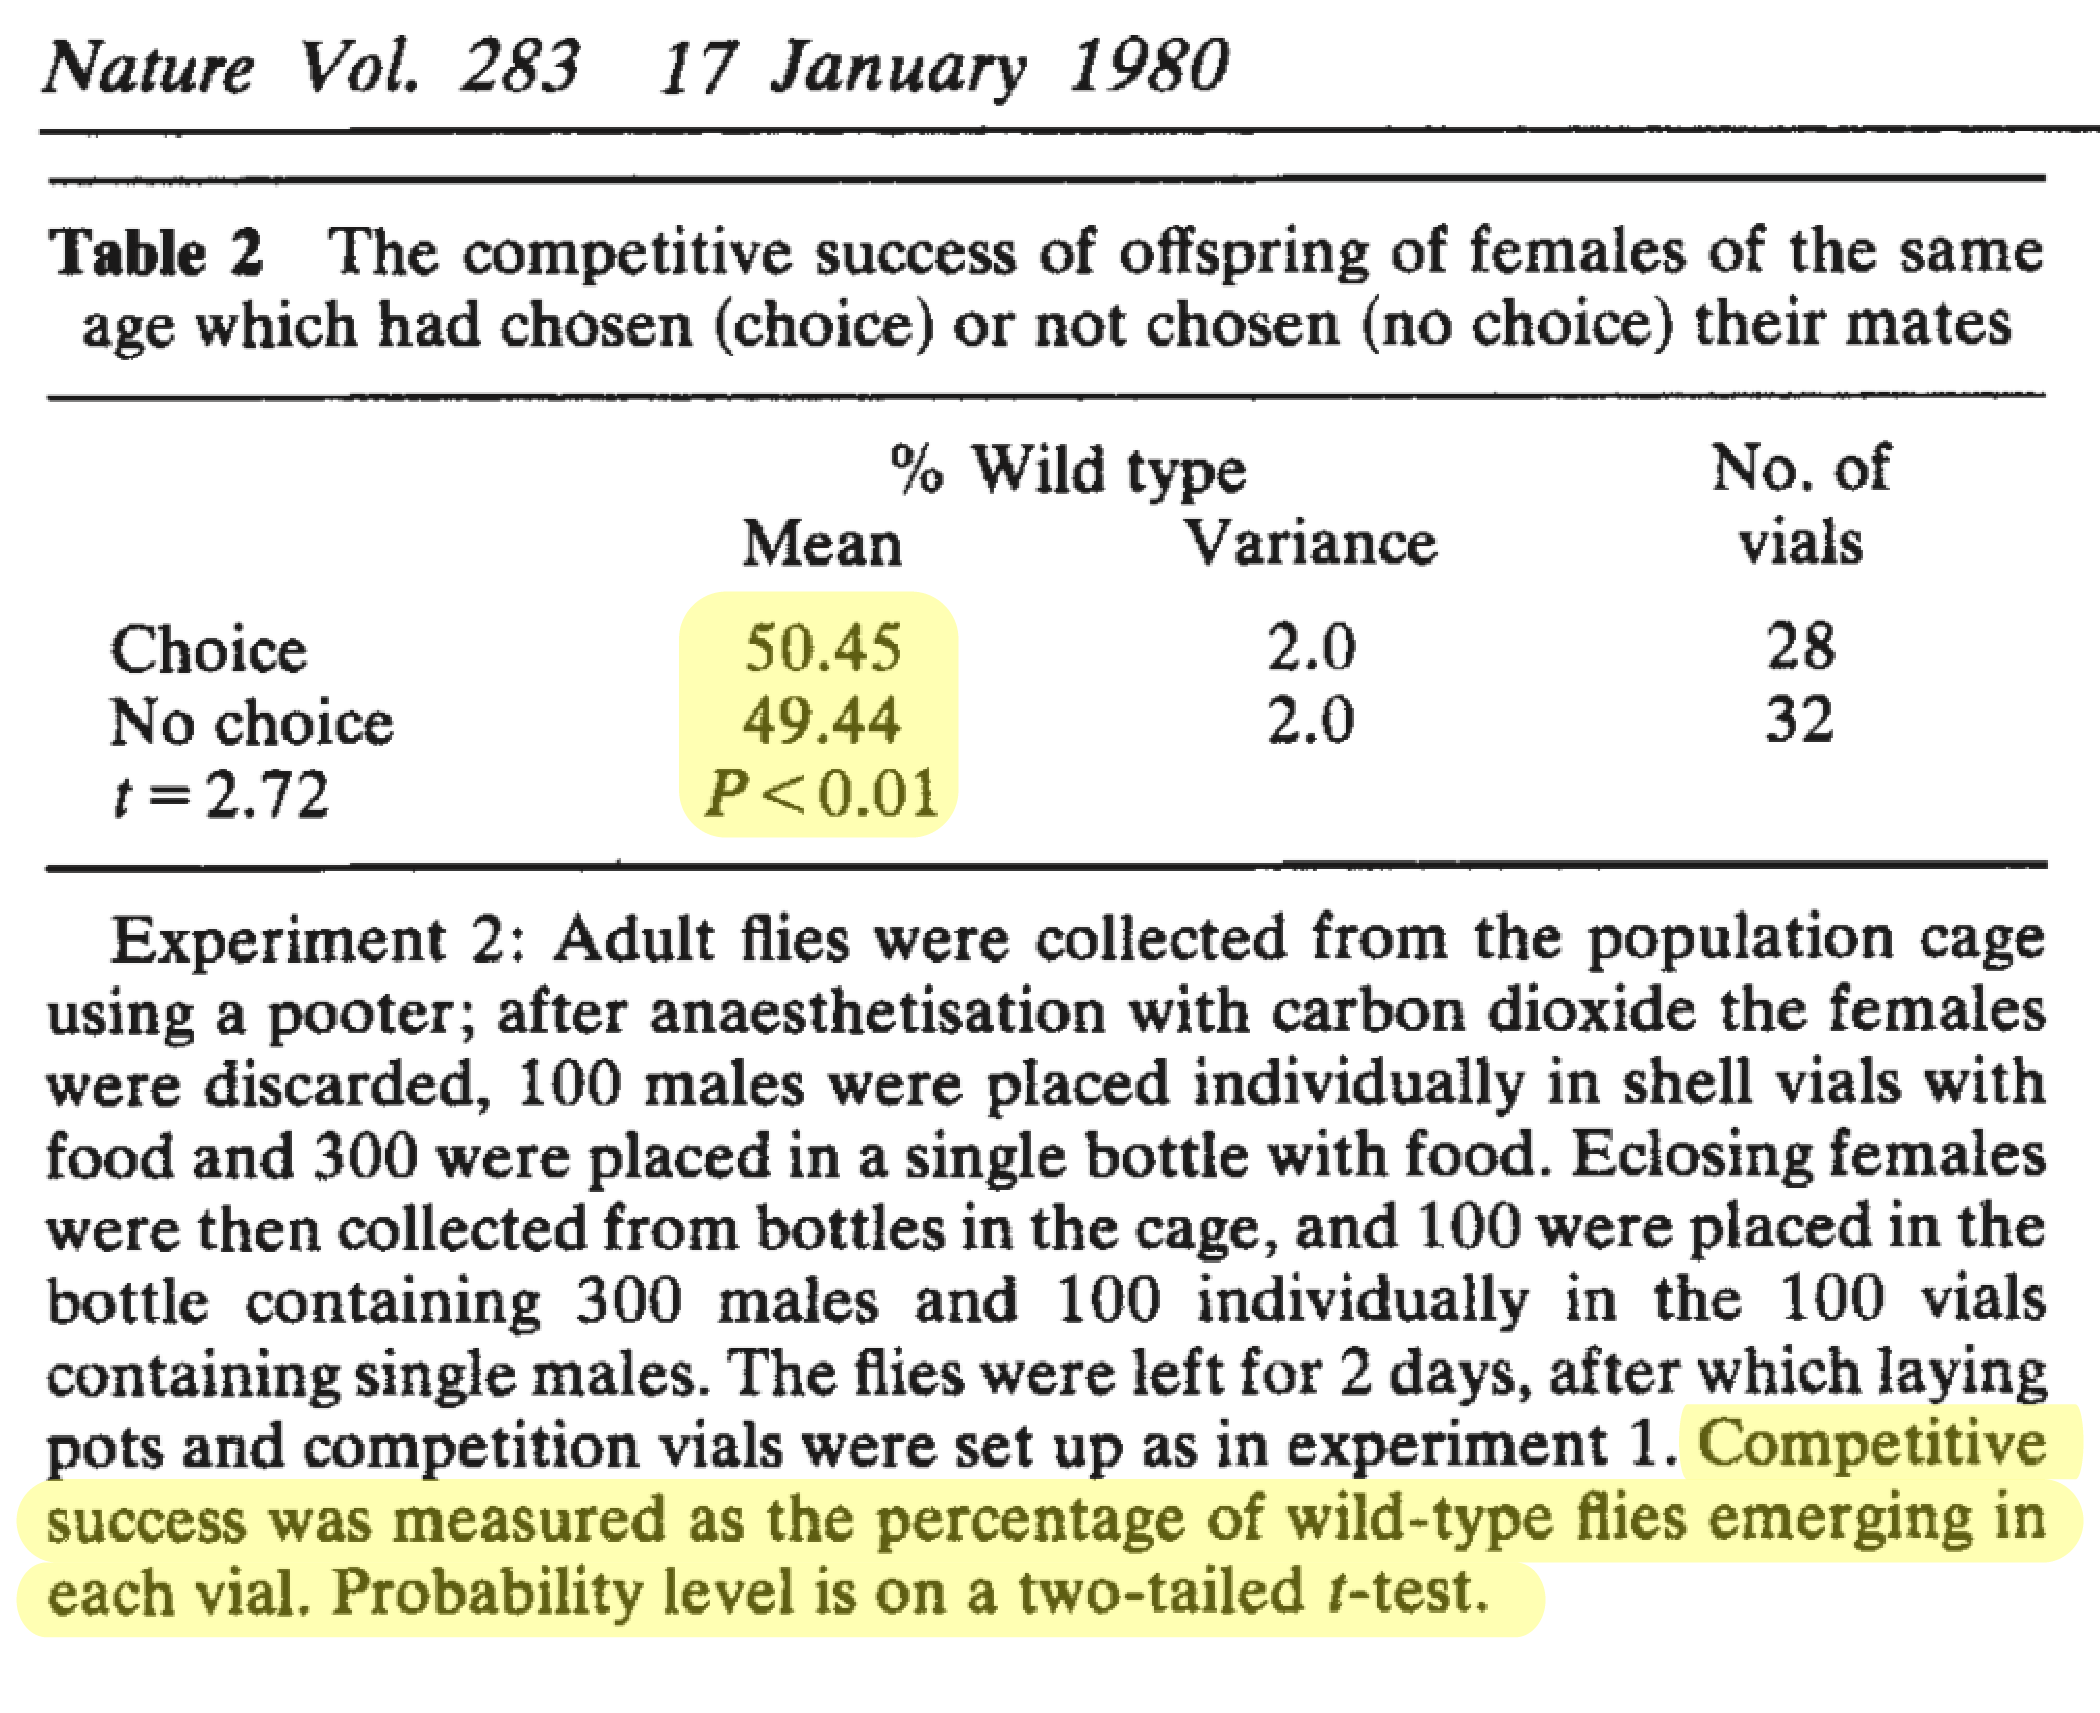 Nature Vol. 283 17 January 1980
Table 2 The competitive success of offspring of females of the same
age which had chosen (choice) or not chosen (no choice) their mates
% Wild type No. of
Mean Variance vials
Choice 50.45 2.0 28
No choice 49.44 2.0 32
t = 2.72 P < 0.01
Experiment 2: Adult flies were collected from the population cage
using a pooter; after anaesthetisation with carbon dioxide the females
were discarded, 100 males were placed individually in shell vials with
food and 300 were placed in a single bottle with food. Eclosing females
were then collected from bottles in the cage, and 100 were placed in the
bottle containing 300 males and 100 individually in the 100 vials
containing single males. The flies were left for 2 days, after which laying
pots and competition vials were set up as in experiment 1. Competitive
success was measured as the percentage of wild-type flies emerging in
each vial. Probability level is on a two-tailed t-test.